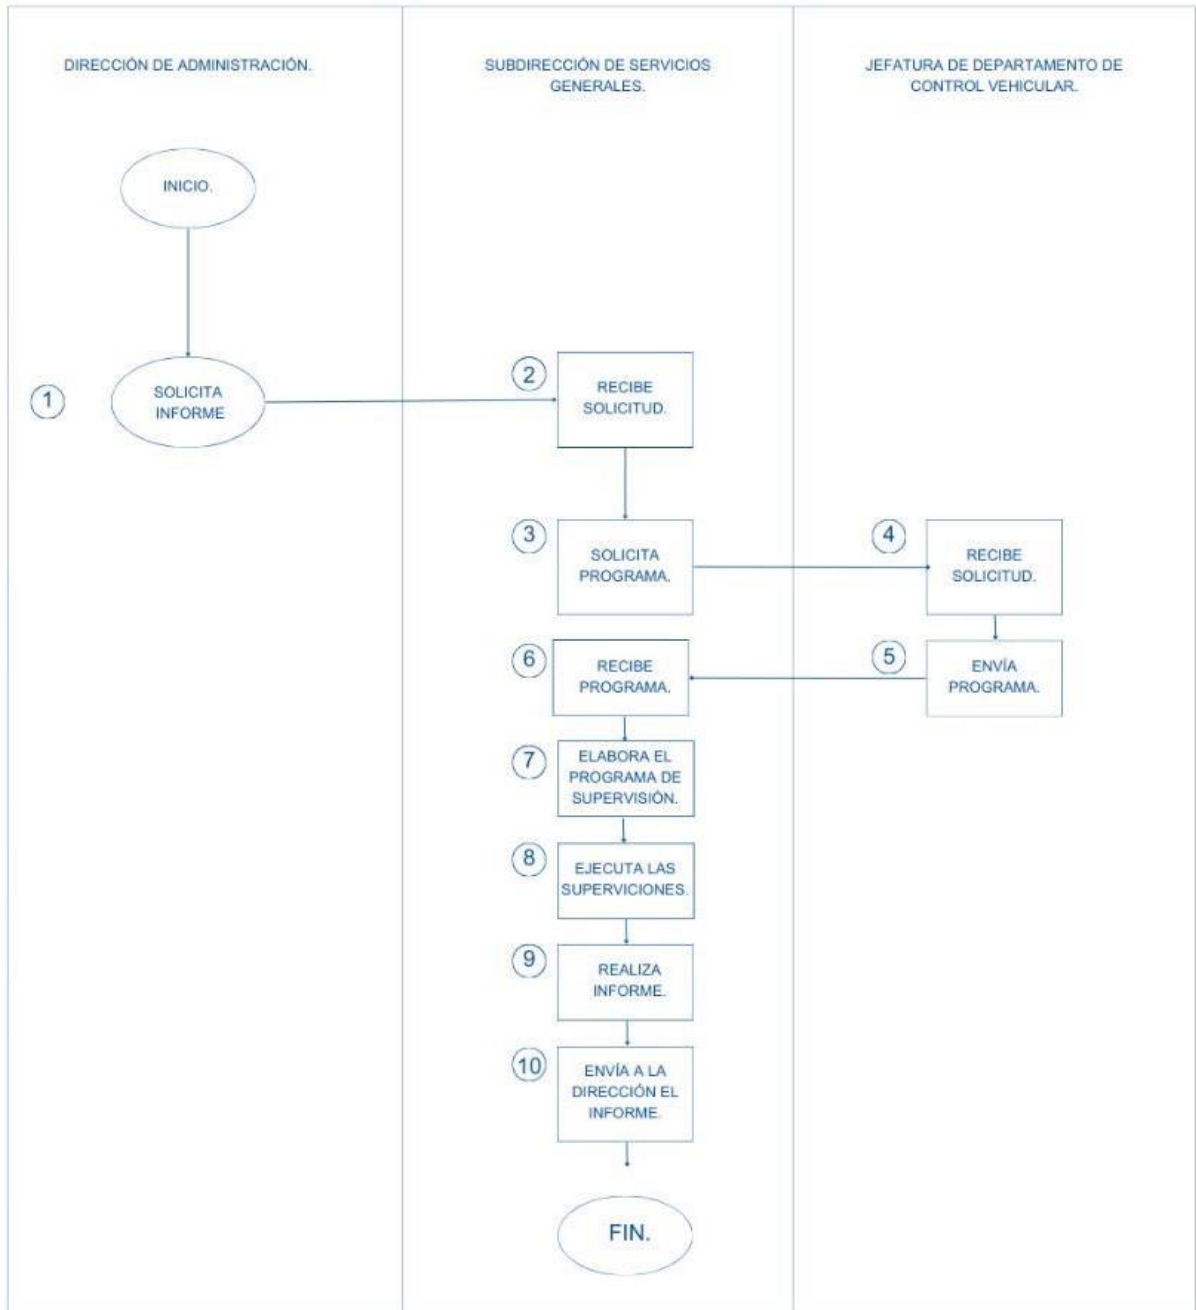 DIRECCIÓN DE ADMINISTRACIÓN.
SUBDIRECCIÓN DE SERVICIOS
GENERALES.
JEFATURA DE DEPARTAMENTO DE
CONTROL VEHICULAR.
INICIO.
1
SOLICITA
INFORME
2
RECIBE
SOLICITUD.
3
SOLICITA
PROGRAMA.
4
RECIBE
SOLICITUD.
5
ENVÍA
PROGRAMA.
6
RECIBE
PROGRAMA.
7
ELABORA EL
PROGRAMA DE
SUPERVISIÓN.
8
EJECUTA LAS
SUPERVICIONES.
9
REALIZA
INFORME.
10
ENVÍA A LA
DIRECCIÓN EL
INFORME.
FIN.